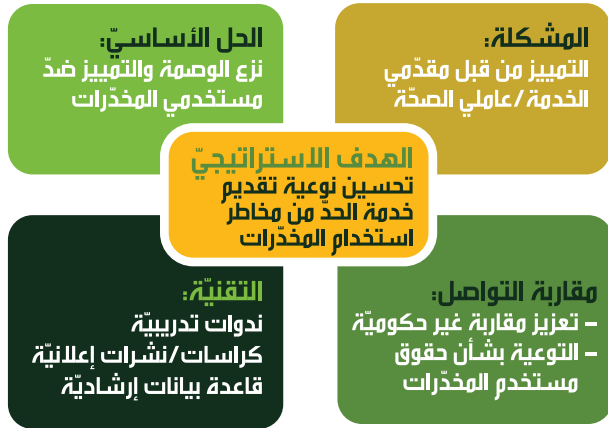 المشكلة:
التمييز من قبل مقدّمي
الخدمة/عاملي الصحّة
الحل الأساسيّ:
نزع الوصمة والتمييز ضدّ
مستخدمي المخدّرات
الهدف الاستراتيجيّ
تحسين نوعية تقديم
خدمة الحدّ من مخاطر
استخدام المخدّرات
مقاربة التواصل:
– تعزيز مقاربة غير حكوميّة
– التوعية بشأن حقوق
مستخدم المخدّرات
التقنيّة:
ندوات تدريبيّة
كراسات/نشرات إعلانيّة
قاعدة بيانات إرشاديّة